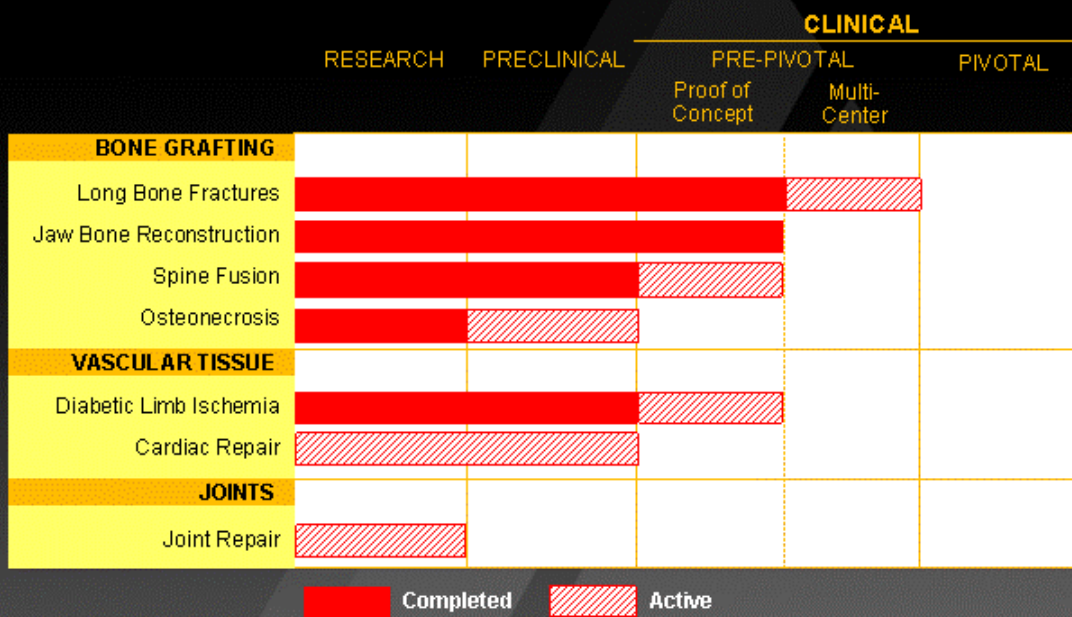 CLINICAL
RESEARCH PRECLINICAL PRE-PIVOTAL PIVOTAL
Proof of
Concept
Multi-
Center
BONE GRAFTING
Long Bone Fractures
Jaw Bone Reconstruction
Spine Fusion
Osteonecrosis
VASCULAR TISSUE
Diabetic Limb Ischemia
Cardiac Repair
JOINTS
Joint Repair
Completed Active